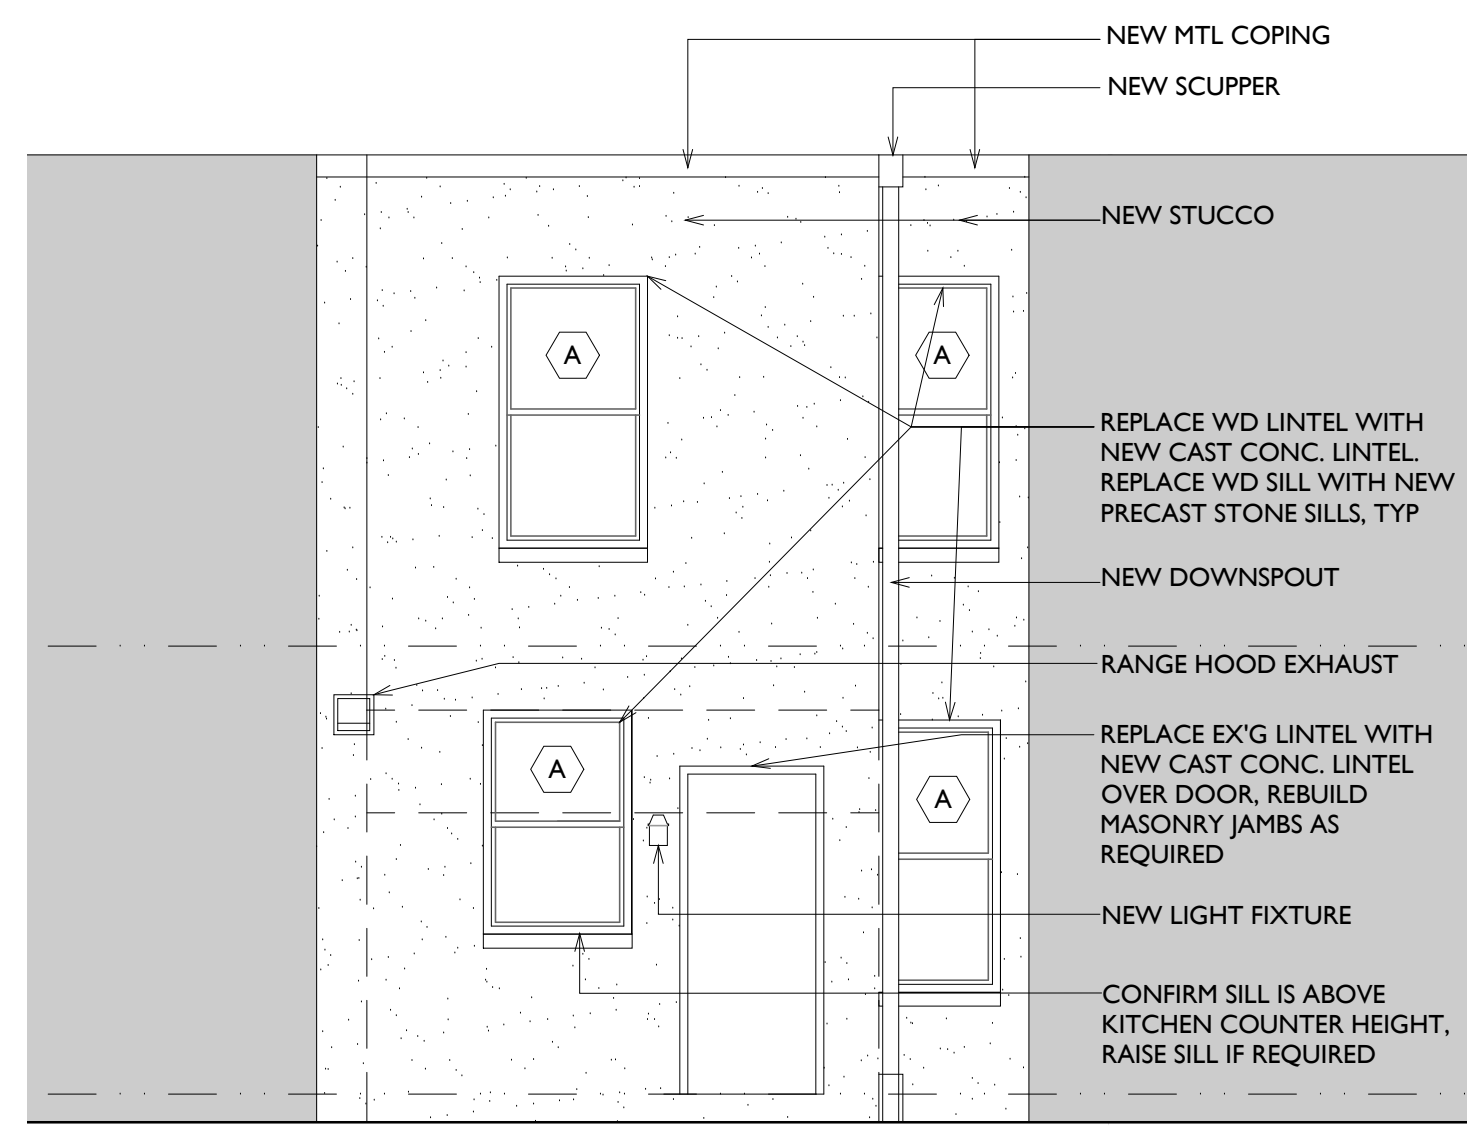 NEW MTL COPING
NEW SCUPPER
NEW STUCCO
A
A
REPLACE WD LINTEL WITH
NEW CAST CONC. LINTEL.
REPLACE WD SILL WITH NEW
PRECAST STONE SILLS, TYP
NEW DOWNSPOUT
RANGE HOOD EXHAUST
REPLACE EX'G LINTEL WITH
NEW CAST CONC. LINTEL
OVER DOOR, REBUILD
MASONRY JAMBS AS
REQUIRED
A
A
NEW LIGHT FIXTURE
CONFIRM SILL IS ABOVE
KITCHEN COUNTER HEIGHT,
RAISE SILL IF REQUIRED